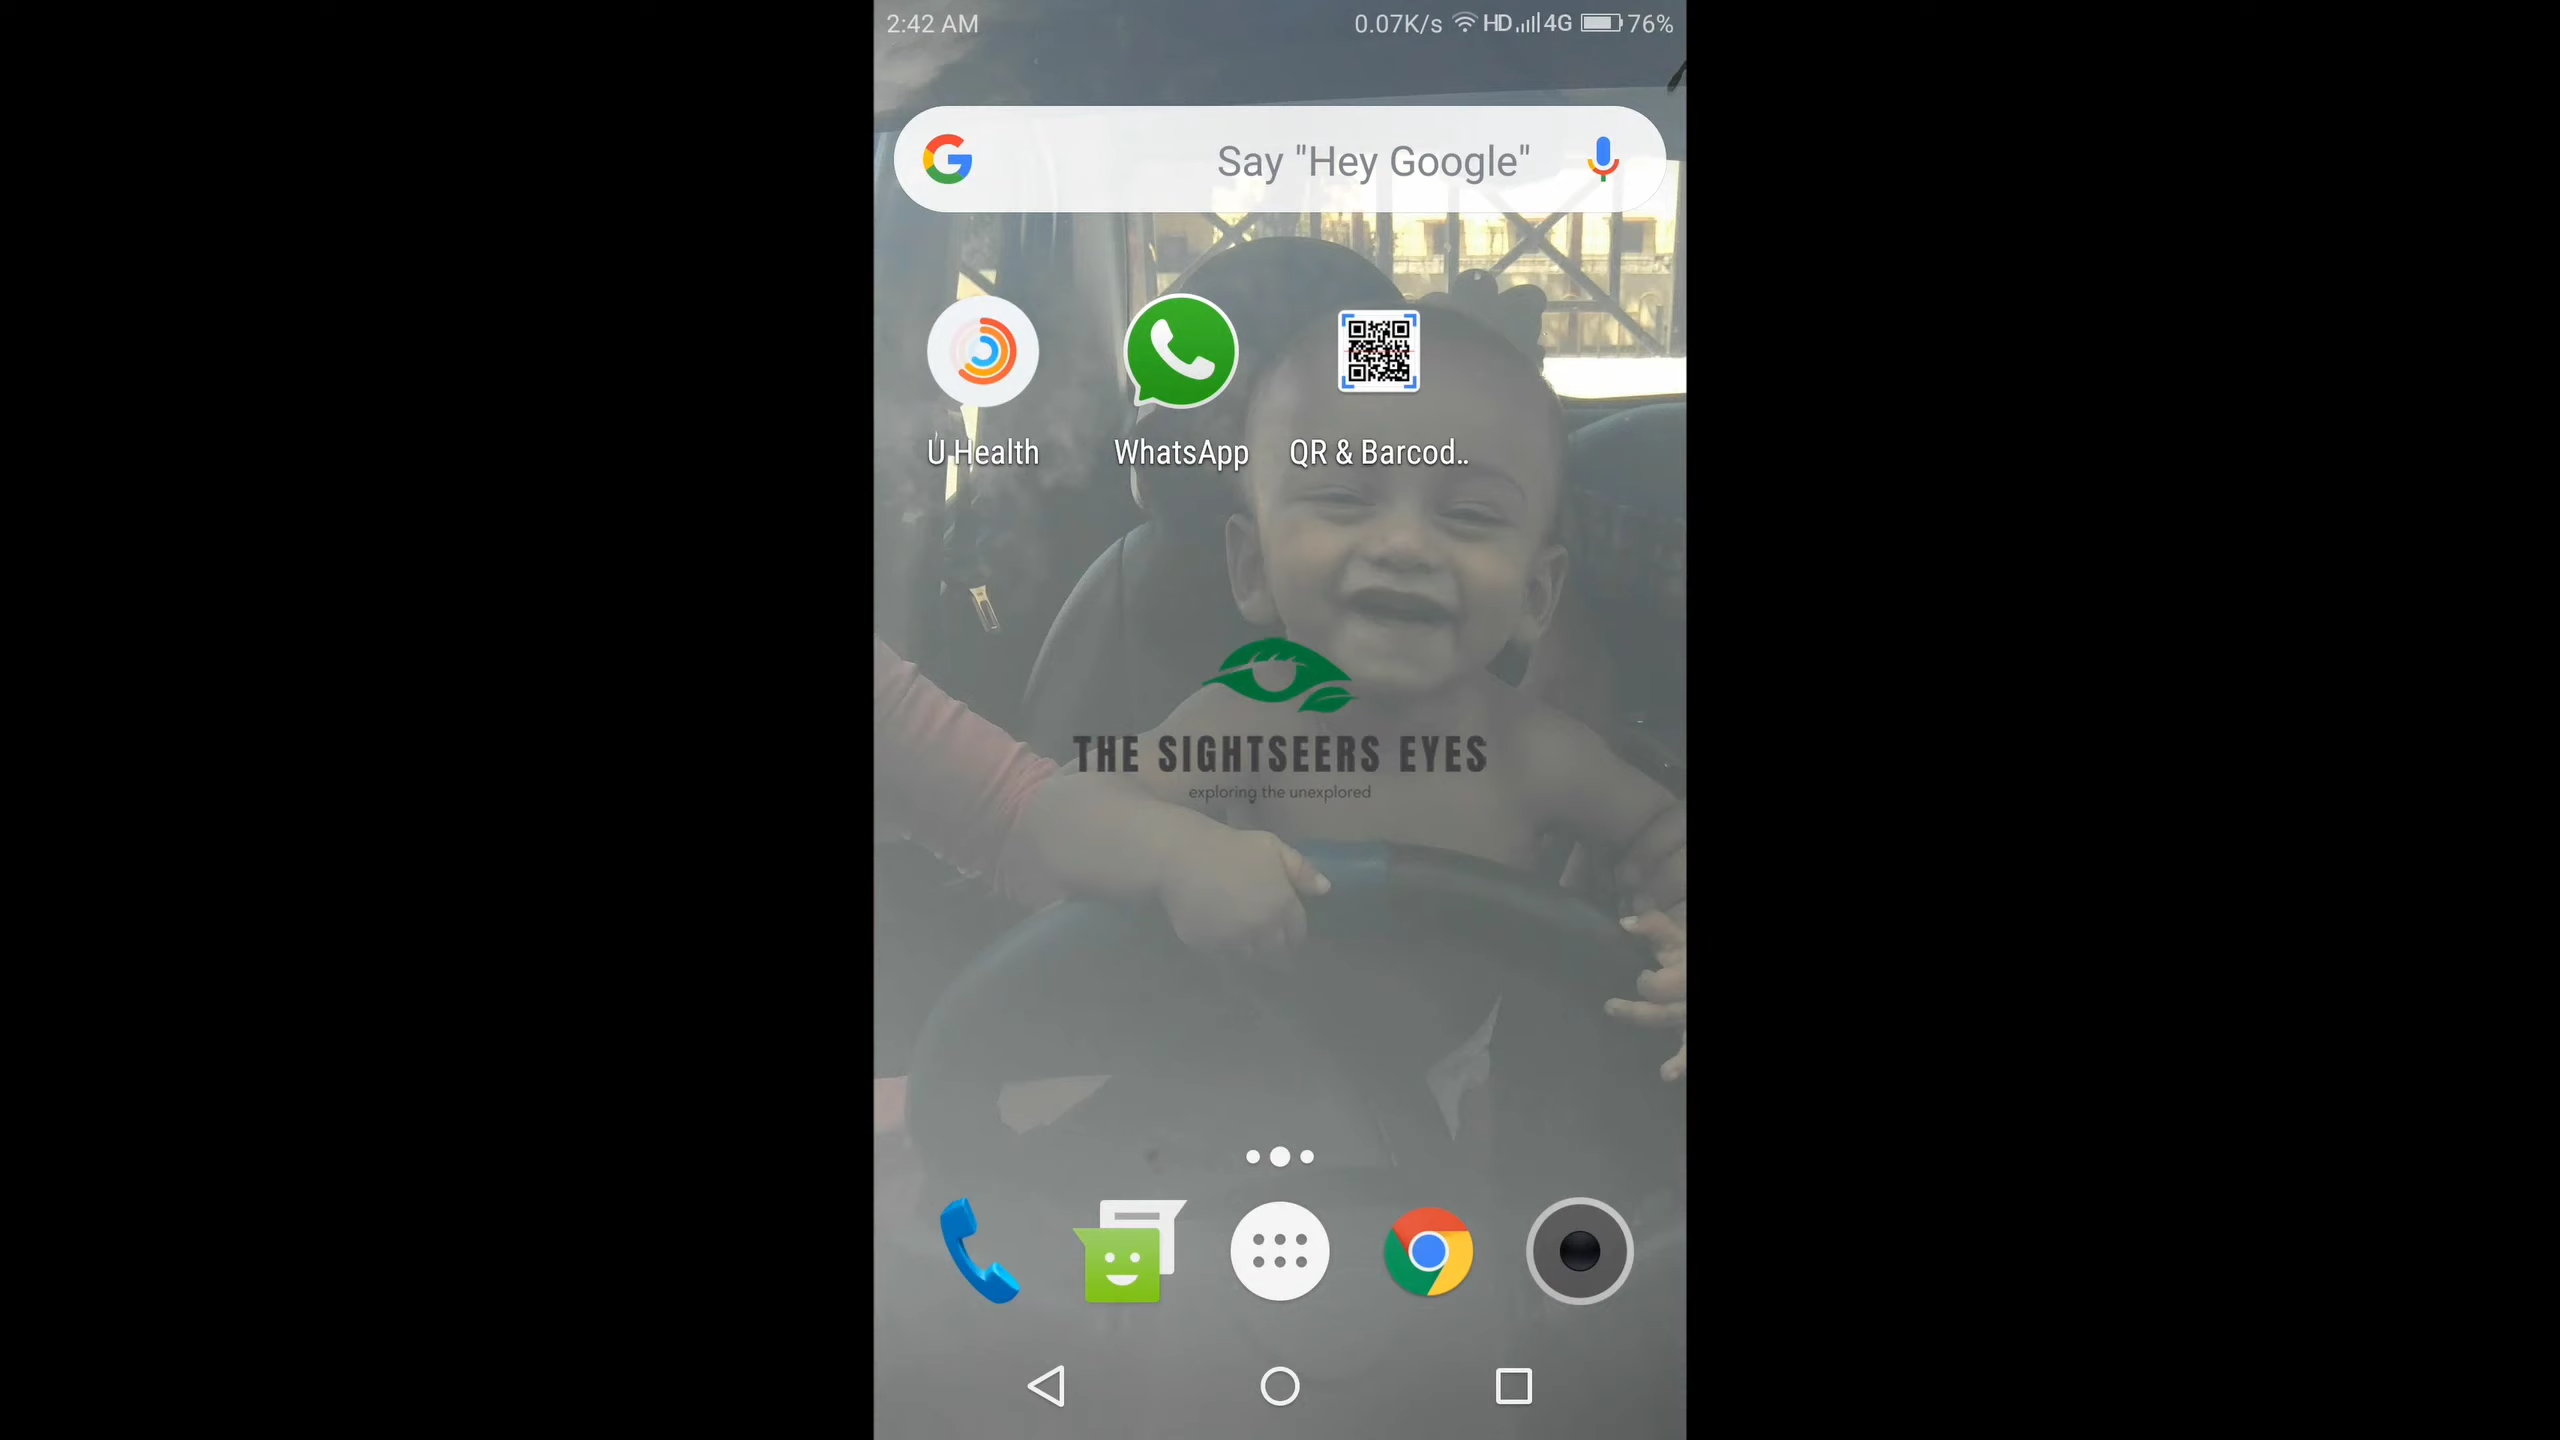 2:42 AM
0.07K/s HD 4G 76%
Say "Hey Google"
U Health
WhatsApp
QR & Barcod..
THE SIGHTSEERS EYES
exploring the unexplored